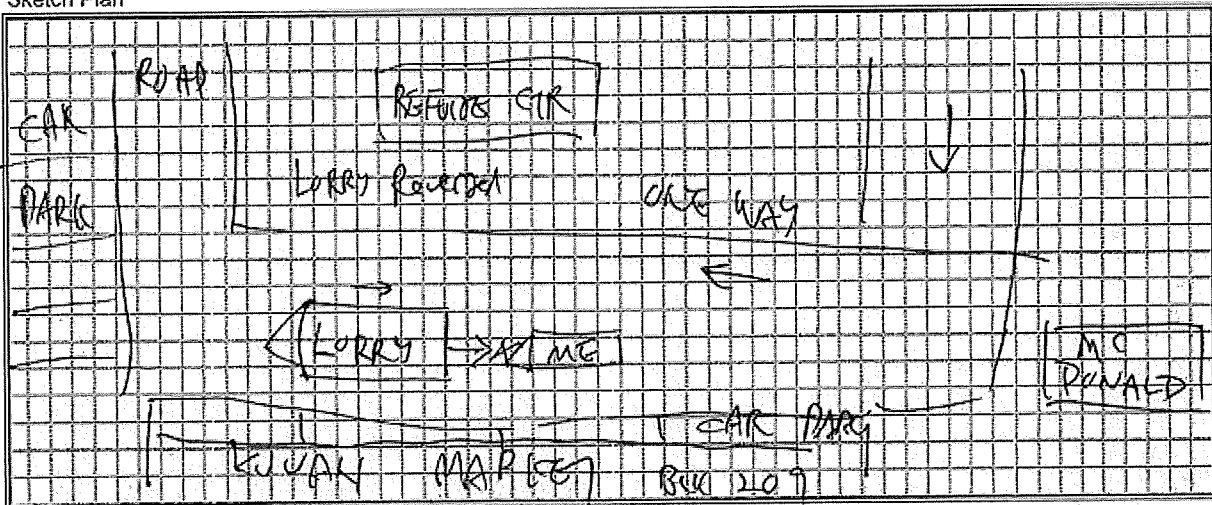 Sketch Plan
ROAD
REFUSE CTR
CAR
PARK
LORRY Reversed
ONE WAY
LORRY
ME
MC
DONALD
CAR PARK
MARKET BLK 209